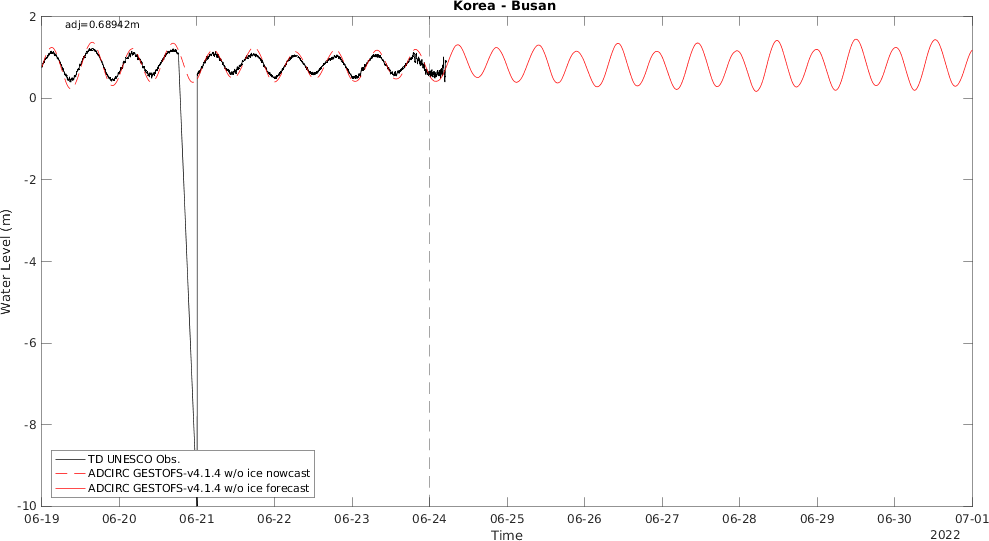 Korea - Busan
adj=0.68942m
2
0
-2
-4
-6
-8
-10
Water Level (m)
TD UNESCO Obs.
ADCIRC GESTOFS-v4.1.4 w/o ice nowcast
ADCIRC GESTOFS-v4.1.4 w/o ice forecast
06-19 06-20 06-21 06-22 06-23 06-24 06-25 06-26 06-27 06-28 06-29 06-30 07-01
Time
2022